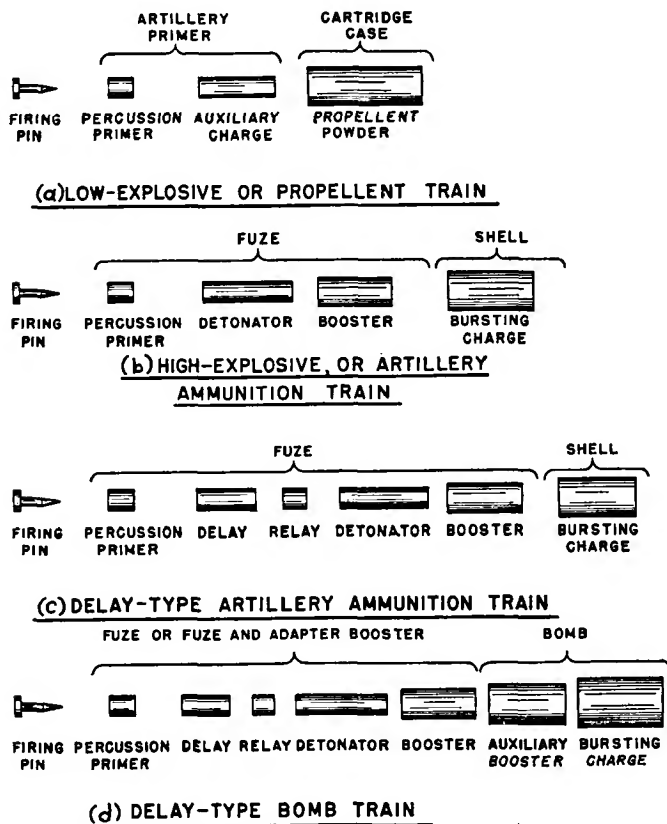 ARTILLERY PRIMER
CARTRIDGE CASE
FIRING PIN
PERCUSSION PRIMER
AUXILIARY CHARGE
PROPELLENT POWDER
(a) LOW-EXPLOSIVE OR PROPELLENT TRAIN
FUZE
SHELL
FIRING PIN
PERCUSSION PRIMER
DETONATOR
BOOSTER
BURSTING CHARGE
(b) HIGH-EXPLOSIVE, OR ARTILLERY
AMMUNITION TRAIN
FUZE
SHELL
FIRING PIN
PERCUSSION PRIMER
DELAY
RELAY
DETONATOR
BOOSTER
BURSTING CHARGE
(c) DELAY-TYPE ARTILLERY AMMUNITION TRAIN
FUZE OR FUZE AND ADAPTER BOOSTER
BOMB
FIRING PIN
PERCUSSION PRIMER
DELAY
RELAY
DETONATOR
BOOSTER
AUXILIARY BOOSTER
BURSTING CHARGE
(d) DELAY-TYPE BOMB TRAIN